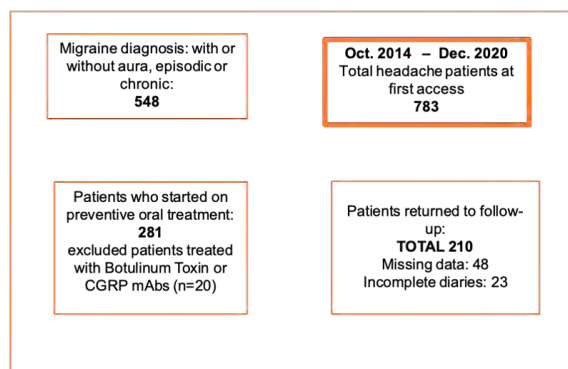 Migraine diagnosis: with or
without aura, episodic or
chronic:
548
Oct. 2014 – Dec. 2020
Total headache patients at
first access
783
Patients who started on
preventive oral treatment:
281
excluded patients treated
with Botulinum Toxin or
CGRP mAbs (n=20)
Patients returned to follow-
up:
TOTAL 210
Missing data: 48
Incomplete diaries: 23